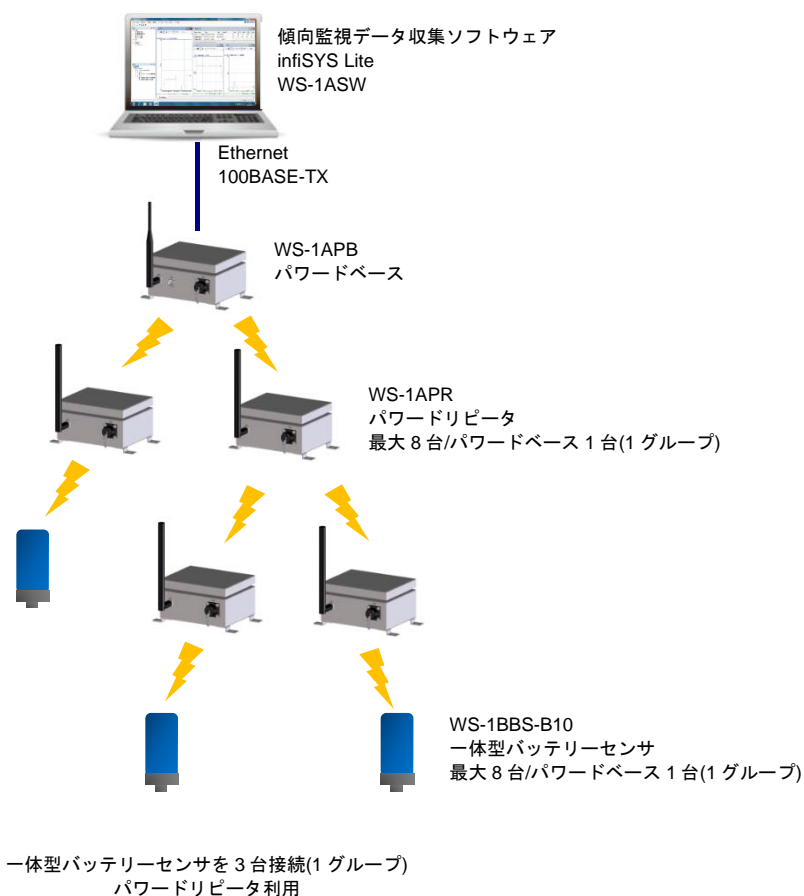 傾向監視データ収集ソフトウェア
infiSYS Lite
WS-1ASW
Ethernet
100BASE-TX
WS-1APB
パワードベース
WS-1APR
パワードリピータ
最大 8 台/パワードベース 1 台(1 グループ)
WS-1BBS-B10
一体型バッテリーセンサ
最大 8 台/パワードベース 1 台(1 グループ)
一体型バッテリーセンサを 3 台接続(1 グループ)
パワードリピータ利用